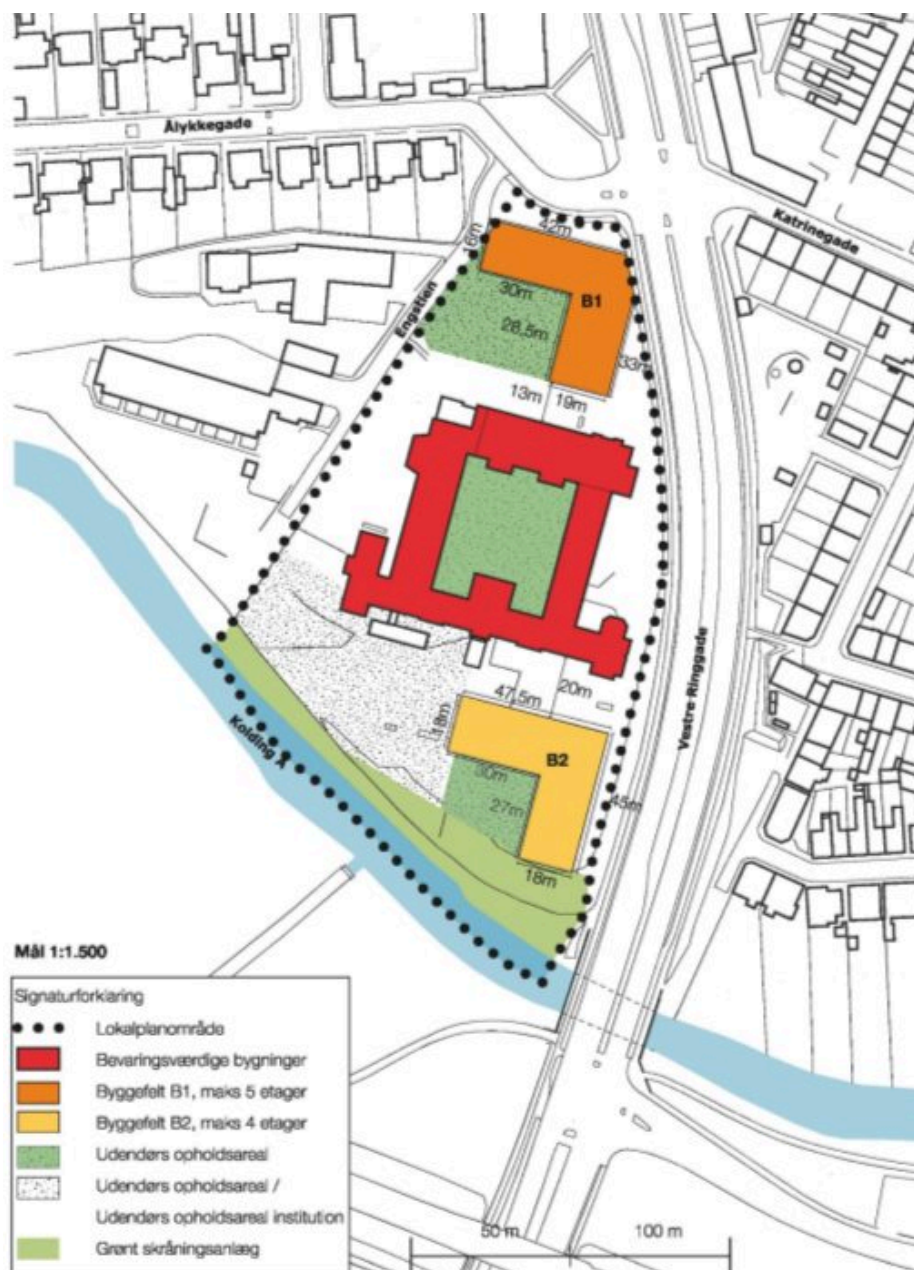 Ålykkegade
Katrinegade
Engstien
16m
42m
30m
B1
28,5m
33m
13m
19m
Vestre Ringgade
20m
47,5m
18m
B2
30m
27m
45m
18m
Kolding Å
Mål 1:1.500
Signaturforklaring
Lokalplanområde
Bevaringsværdige bygninger
Byggefelt B1, maks 5 etager
Byggefelt B2, maks 4 etager
Udendørs opholdsareal
Udendørs opholdsareal /
Udendørs opholdsareal institution
Grønt skråningsanlæg
50 m
100 m